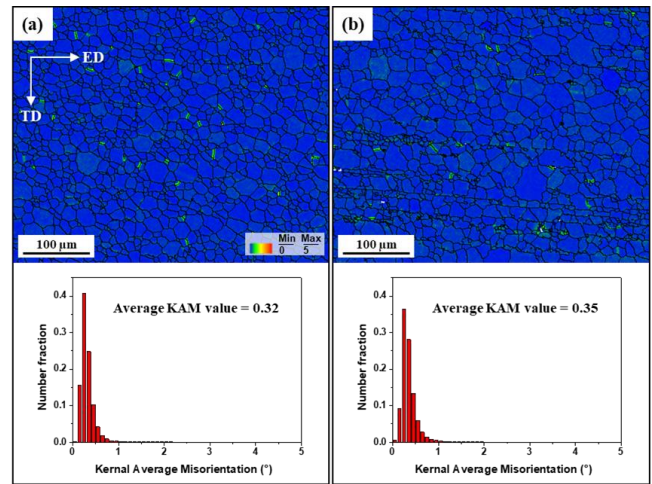 (a)
ED
TD
100 µm
Min Max
0 5
(b)
100 µm
Average KAM value = 0.32
Number fraction
0.4
0.3
0.2
0.1
0.0
0 1 2 3 4 5
Kernal Average Misorientation (°)
Average KAM value = 0.35
Number fraction
0.4
0.3
0.2
0.1
0.0
0 1 2 3 4 5
Kernal Average Misorientation (°)